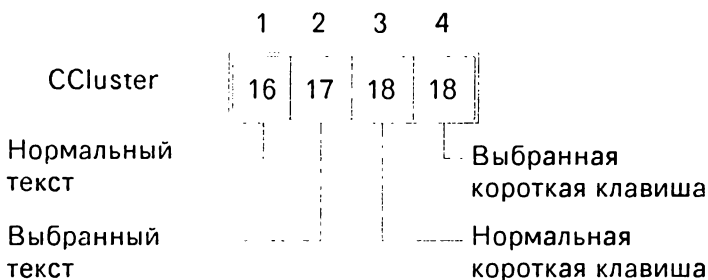 1 2 3 4
CCluster 16 17 18 18
Нормальный
текст
Выбранная
короткая клавиша
Выбранный
текст
Нормальная
короткая клавиша